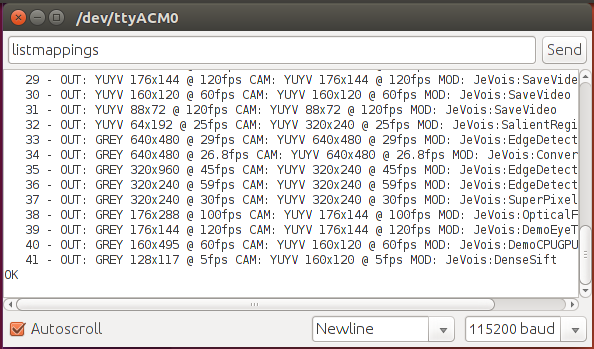 /dev/ttyACM0
listmappings
Send
29 - OUT: YUYV 176x144 @ 120fps CAM: YUYV 176x144 @ 120fps MOD: JeVois:SaveVide
30 - OUT: YUYV 160x120 @ 60fps CAM: YUYV 160x120 @ 60fps MOD: JeVois:SaveVideo
31 - OUT: YUYV 88x72 @ 120fps CAM: YUYV 88x72 @ 120fps MOD: JeVois:SaveVideo
32 - OUT: YUYV 64x192 @ 25fps CAM: YUYV 320x240 @ 25fps MOD: JeVois:SalientRegi
33 - OUT: GREY 640x480 @ 29fps CAM: YUYV 640x480 @ 29fps MOD: JeVois:EdgeDetect
34 - OUT: GREY 640x480 @ 26.8fps CAM: YUYV 640x480 @ 26.8fps MOD: JeVois:Conver
35 - OUT: GREY 320x960 @ 45fps CAM: YUYV 320x240 @ 45fps MOD: JeVois:EdgeDetect
36 - OUT: GREY 320x240 @ 59fps CAM: YUYV 320x240 @ 59fps MOD: JeVois:EdgeDetect
37 - OUT: GREY 320x240 @ 30fps CAM: YUYV 320x240 @ 30fps MOD: JeVois:SuperPixel
38 - OUT: GREY 176x288 @ 100fps CAM: YUYV 176x144 @ 100fps MOD: JeVois:OpticalF
39 - OUT: GREY 176x144 @ 120fps CAM: YUYV 176x144 @ 120fps MOD: JeVois:DemoEyeT
40 - OUT: GREY 160x495 @ 60fps CAM: YUYV 160x120 @ 60fps MOD: JeVois:DemoCPUGPU
41 - OUT: GREY 128x117 @ 5fps CAM: YUYV 160x120 @ 5fps MOD: JeVois:DenseSift
OK
Autoscroll
Newline
115200 baud